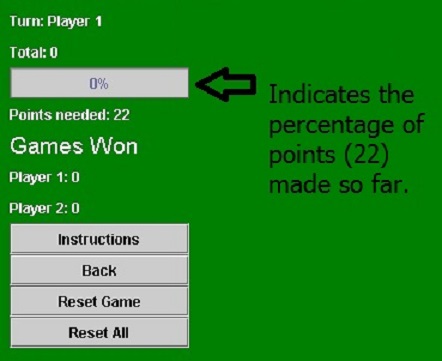 Turn: Player 1
Total: 0
0%
Points needed: 22
Games Won
Player 1: 0
Player 2: 0
Instructions
Back
Reset Game
Reset All
Indicates the
percentage of
points (22)
made so far.